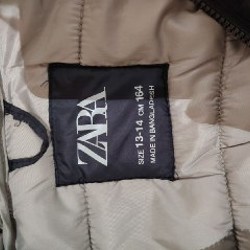 ZARA
SIZE 13-14 CM 164
MADE IN BANGLADESH